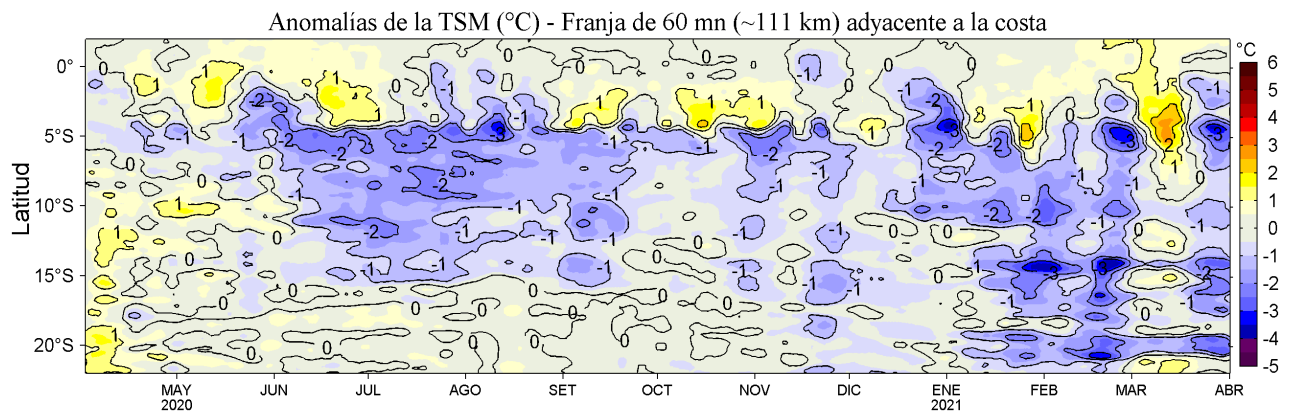 Anomalías de la TSM (°C) - Franja de 60 mn (~111 km) adyacente a la costa
°C
Latitud
0°
5°S
10°S
15°S
20°S
MAY JUN JUL AGO SET OCT NOV DIC ENE FEB MAR ABR
2020 2021
6
5
4
3
2
1
0
-1
-2
-3
-4
-5